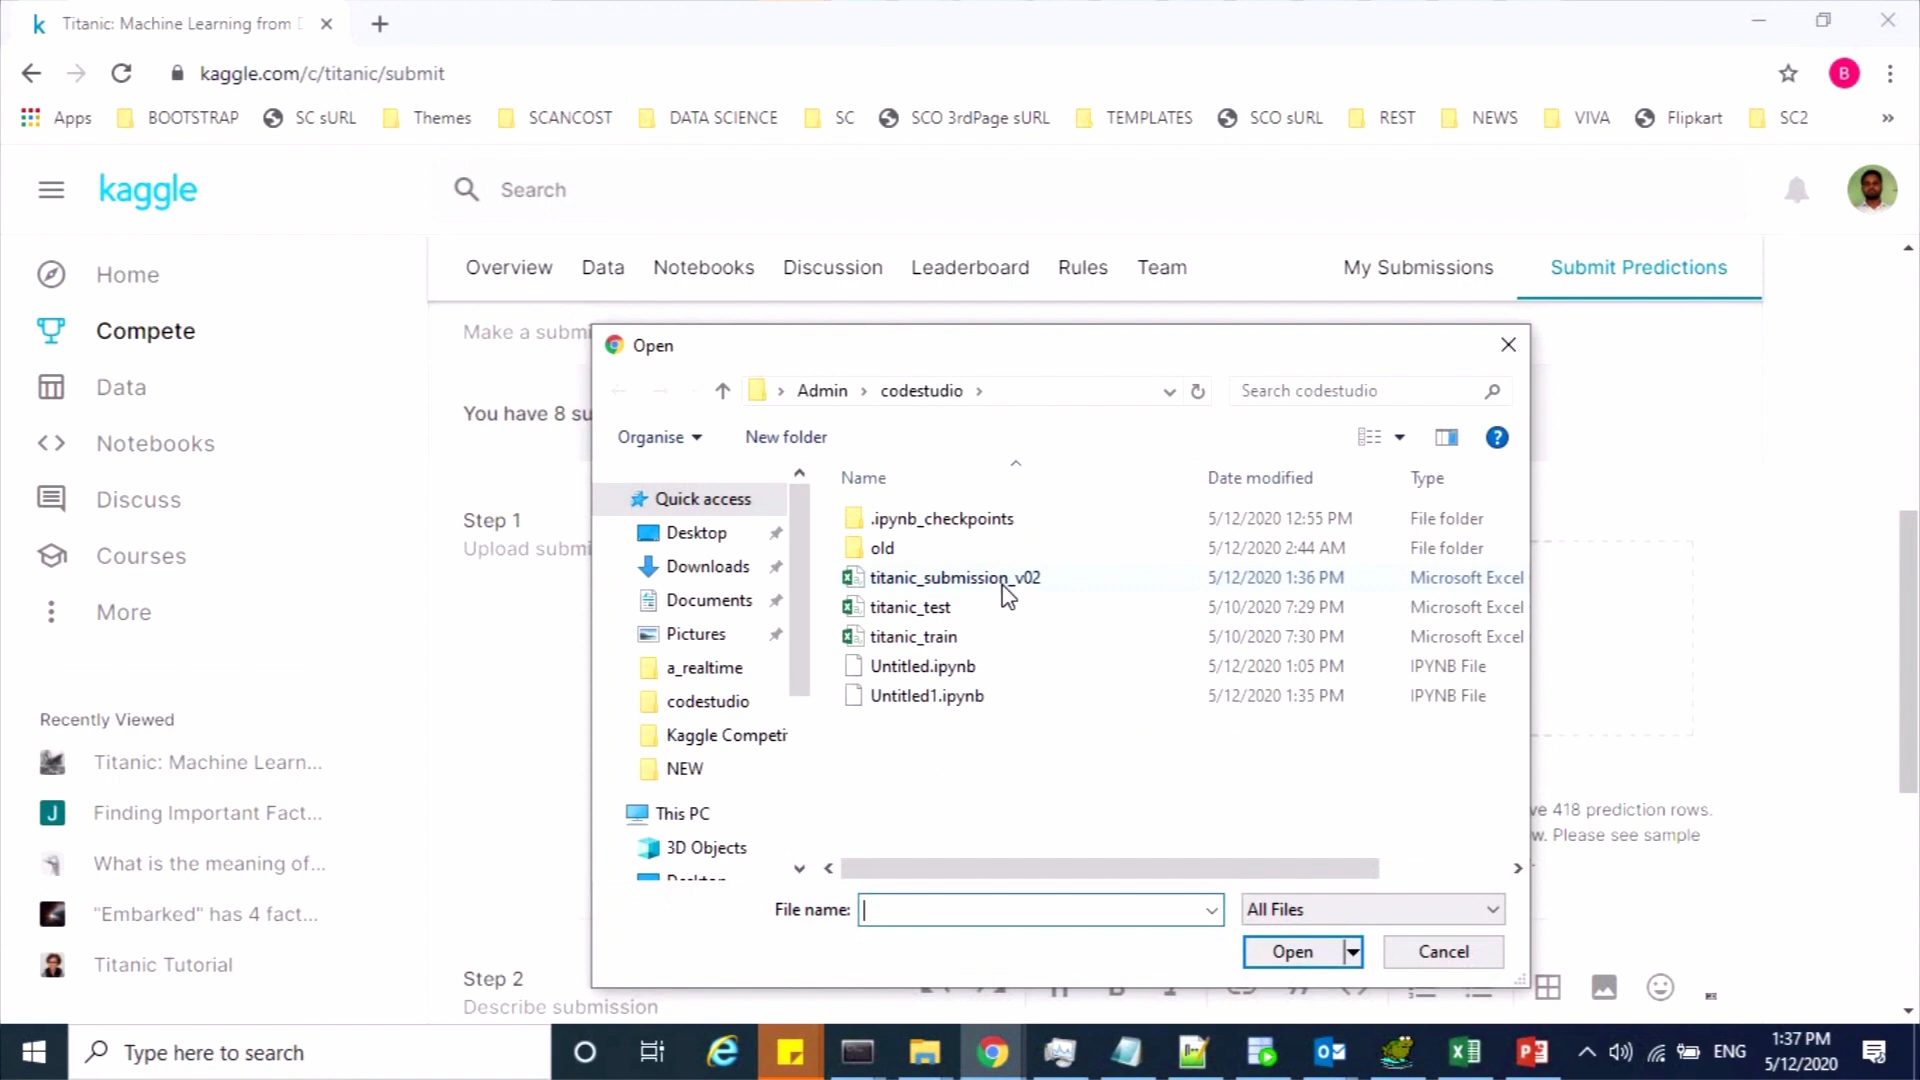 Titanic: Machine Learning from
kaggle.com/c/titanic/submit
B
Apps BOOTSTRAP SC sURL Themes SCANCOST DATA SCIENCE SC SCO 3rdPage sURL TEMPLATES SCO sURL REST NEWS VIVA Flipkart SC2 »
kaggle
Search
Overview Data Notebooks Discussion Leaderboard Rules Team My Submissions Submit Predictions
Home
Compete
Data
Notebooks
Discuss
Courses
More
Recently Viewed
Titanic: Machine Learn...
Finding Important Fact...
What is the meaning of...
"Embarked" has 4 fact...
Titanic Tutorial
Make a submi
You have 8 su
Step 1
Upload submi
ve 418 prediction rows.
w. Please see sample
Step 2
Describe submission
Open
Admin › codestudio ›
Search codestudio
Organise New folder
Name Date modified Type
Quick access
Desktop
Downloads
Documents
Pictures
a_realtime
codestudio
Kaggle Competi
NEW
This PC
3D Objects
Desktop
.ipynb_checkpoints 5/12/2020 12:55 PM File folder
old 5/12/2020 2:44 AM File folder
titanic_submission_v02 5/12/2020 1:36 PM Microsoft Excel
titanic_test 5/10/2020 7:29 PM Microsoft Excel
titanic_train 5/10/2020 7:30 PM Microsoft Excel
Untitled.ipynb 5/12/2020 1:05 PM IPYNB File
Untitled1.ipynb 5/12/2020 1:35 PM IPYNB File
File name:
All Files
Open Cancel
Type here to search
ENG
1:37 PM
5/12/2020